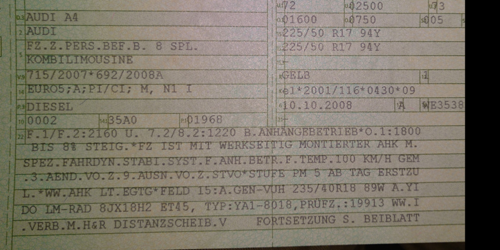 72 02500 73
AUDI A4 01600 0750 005
AUDI 225/50 R17 94Y
FZ.Z.PERS.BEF.B. 8 SPL. 225/50 R17 94Y
KOMBILIMOUSINE
715/2007*692/2008A GELB
EURO5;A;PI/CI; M, N1 I e1*2001/116*0430*09
DIESEL 10.10.2008 A WE3538
0002 35A0 01968
F.1/F.2:2160 U. 7.2/8.2:1220 B.ANHÄNGEBETRIEB*O.1:1800
BIS 8% STEIG.*FZ IST MIT WERKSEITIG MONTIERTER AHK M.
SPEZ.FAHRDYN.STABI.SYST.F.ANH.BETR.F.TEMP.100 KM/H GEM
.3.AEND.VO.Z.9.AUSN.VO.Z.STVO*STUFE PM 5 AB TAG ERSTZU
L.*WW.AHK LT.EGTG*FELD 15:A.GEN-VUH 235/40R18 89W A.YI
DO LM-RAD 8JX18H2 ET45, TYP:YA1-8018,PRÜFZ.:19913 WW.I
.VERB.M.H&R DISTANZSCHEIB.V FORTSETZUNG S. BEIBLATT